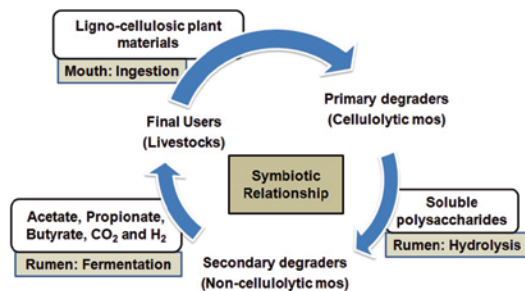 Ligno-cellulosic plant
materials
Mouth: Ingestion
Primary degraders
(Cellulolytic mos)
Final Users
(Livestocks)
Symbiotic
Relationship
Soluble
polysaccharids
Rumen: Hydrolysis
Acetate, Propionate,
Butyrate, CO₂ and H₂
Rumen: Fermentation
Secondary degraders
(Non-cellulolytic mos)